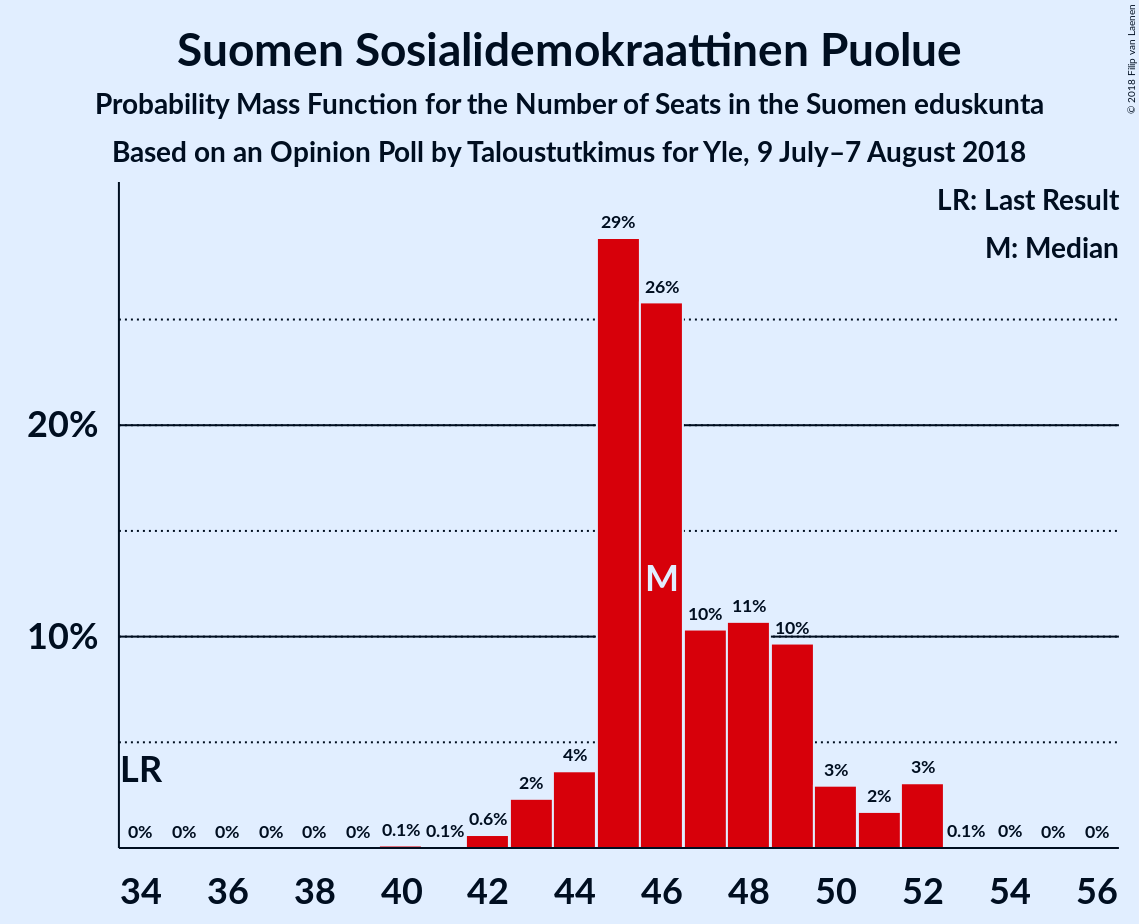 Suomen Sosialidemokraattinen Puolue
Probability Mass Function for the Number of Seats in the Suomen eduskunta
Based on an Opinion Poll by Taloustutkimus for Yle, 9 July–7 August 2018
© 2018 Filip van Laenen
LR: Last Result
M: Median
20%
10%
29%
26%
10%
11%
10%
4%
2%
3%
2%
3%
0% 0% 0% 0% 0% 0% 0.1% 0.1% 0.6% 0.1% 0% 0% 0%
LR
M
34 36 38 40 42 44 46 48 50 52 54 56